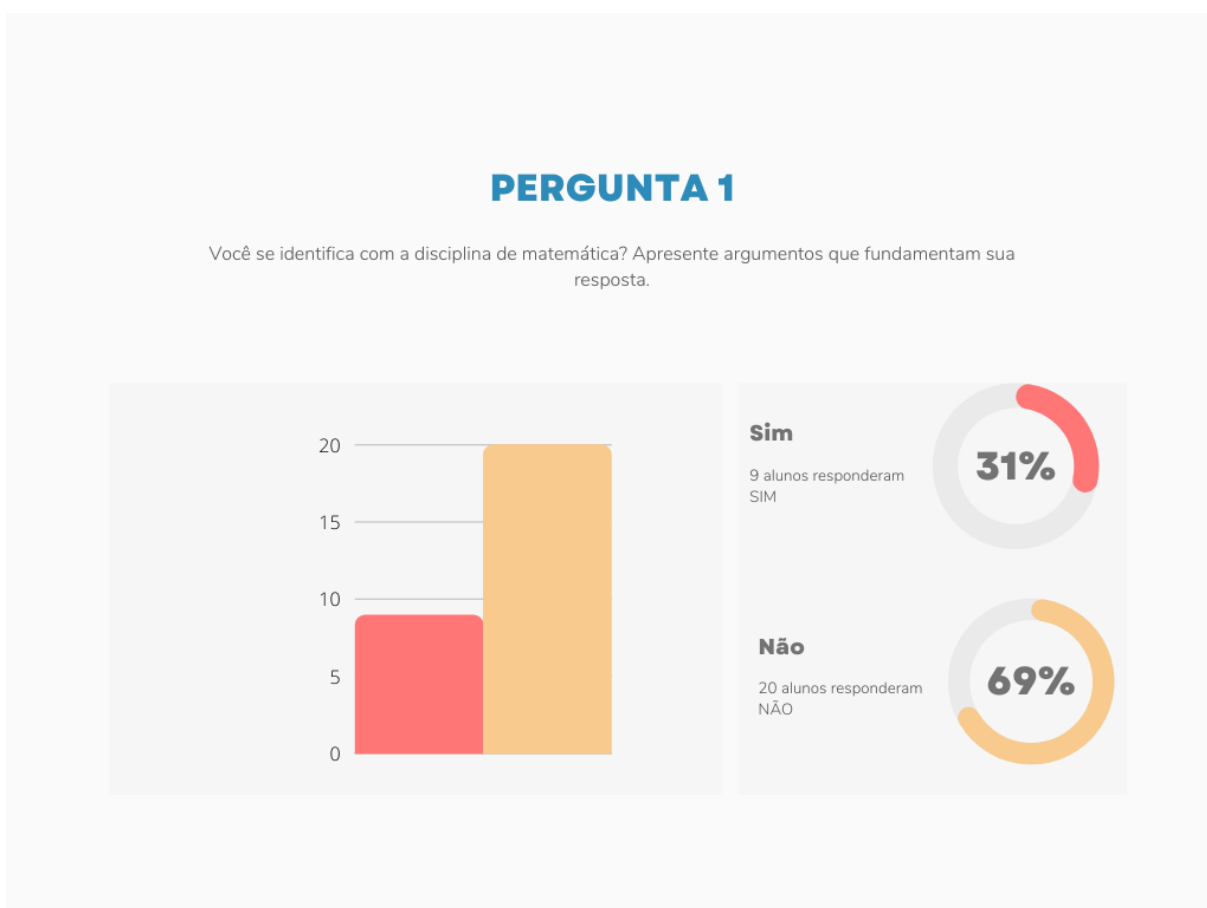 PERGUNTA 1
Você se identifica com a disciplina de matemática? Apresente argumentos que fundamentam sua
resposta.
20
15
10
5
0
Sim
9 alunos responderam
SIM
31%
Não
20 alunos responderam
NÃO
69%